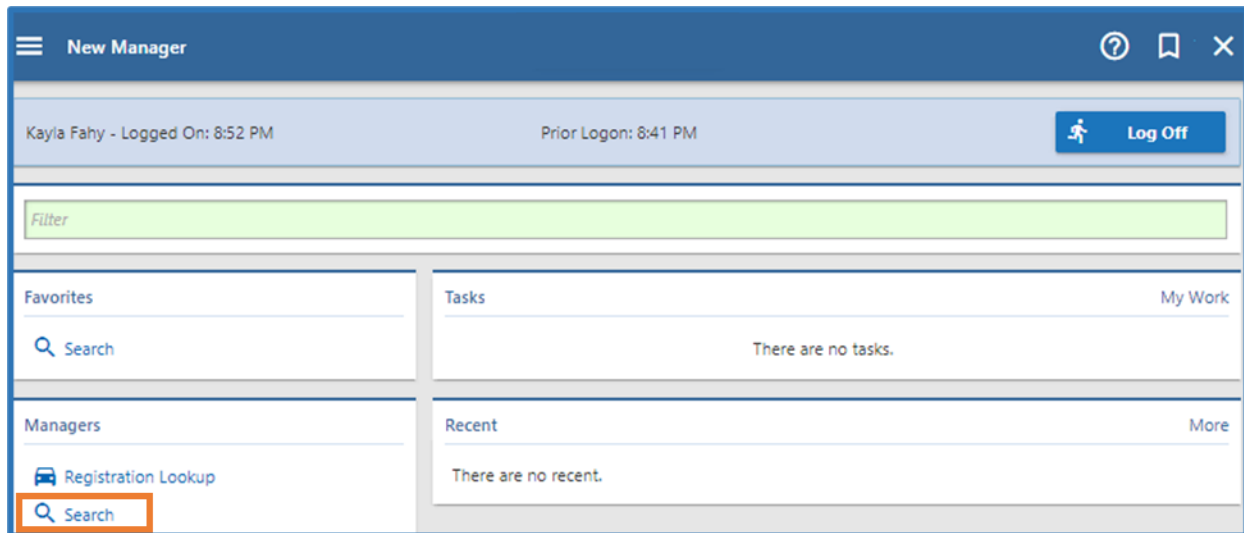 New Manager
Kayla Fahy - Logged On: 8:52 PM Prior Logon: 8:41 PM Log Off
Filter
Favorites
Search
Tasks My Work
There are no tasks.
Managers
Registration Lookup
Search
Recent More
There are no recent.